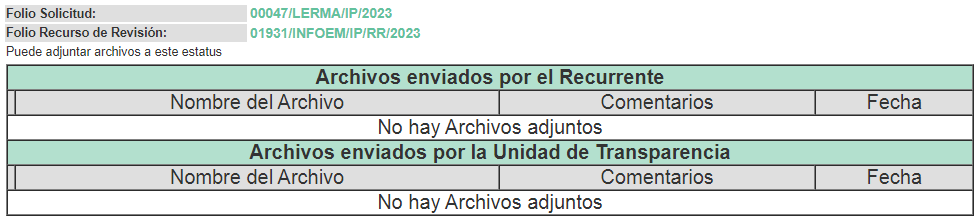 Folio Solicitud: 00047/LERMA/IP/2023
Folio Recurso de Revisión: 01931/INFOEM/IP/RR/2023
Puede adjuntar archivos a este estatus
Archivos enviados por el Recurrente
Nombre del Archivo Comentarios Fecha
No hay Archivos adjuntos
Archivos enviados por la Unidad de Transparencia
Nombre del Archivo Comentarios Fecha
No hay Archivos adjuntos